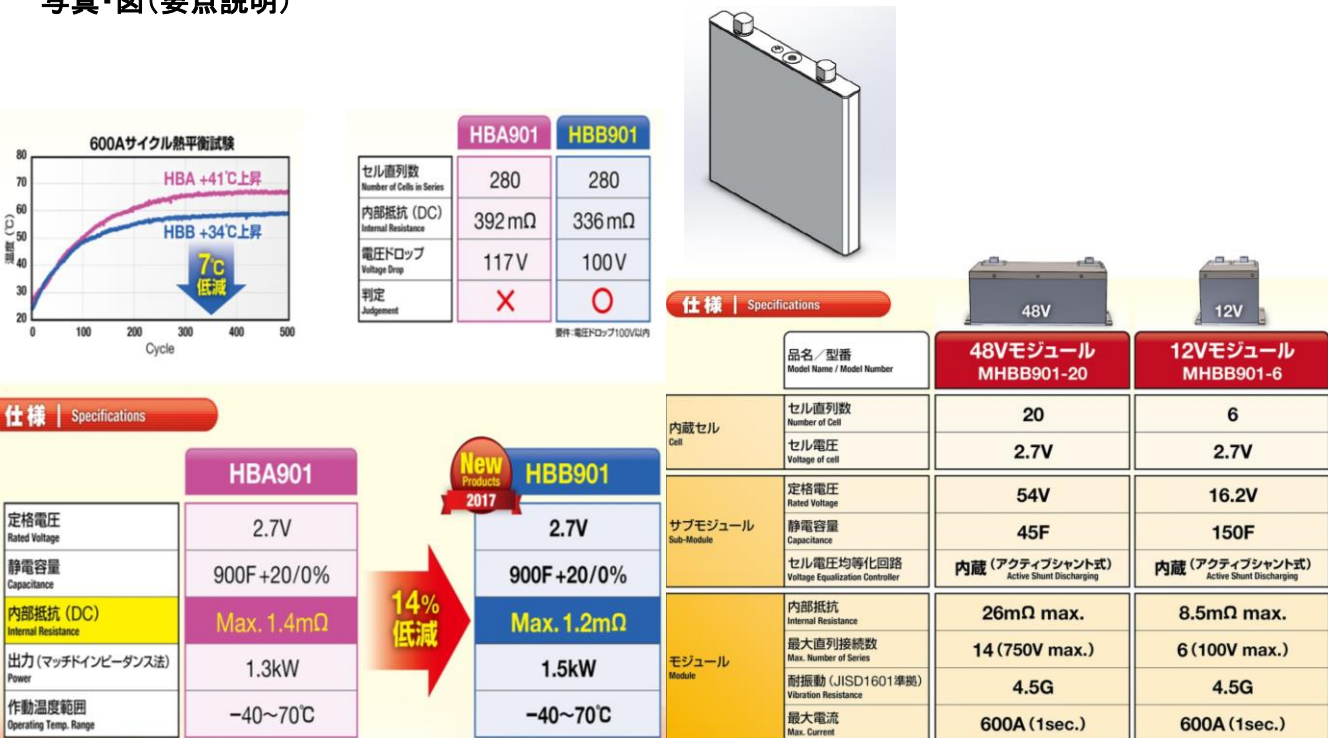 写真・図(要点説明)
600Aサイクル熱平衡試験
温度(℃)
80
70
60
50
40
30
20
HBA +41℃上昇
HBB +34℃上昇
7℃
低減
0 100 200 300 400 500
Cycle
HBA901 HBB901
セル直列数 280 280
Number of Cells in Series
内部抵抗(DC) 392mΩ 336mΩ
Internal Resistance
電圧ドロップ 117V 100V
Voltage Drop
判定 × ○
Judgement
要件:電圧ドロップ100V以内
仕様 | Specifications
HBA901 New Products 2017 HBB901
定格電圧 2.7V 2.7V
Rated Voltage
静電容量 900F+20/0% 900F+20/0%
Capacitance
内部抵抗(DC) Max. 1.4mΩ 14% Max. 1.2mΩ
Internal Resistance 低減
出力(マッチドインピーダンス法) 1.3kW 1.5kW
Power
作動温度範囲 -40~70℃ -40~70℃
Operating Temp. Range
仕様 | Specifications
48V 12V
品名/型番 48Vモジュール 12Vモジュール
Model Name / Model Number MHBB901-20 MHBB901-6
内蔵セル
Cell
セル直列数 20 6
Number of Cell
セル電圧 2.7V 2.7V
Voltage of cell
サブモジュール
Sub-Module
定格電圧 54V 16.2V
Rated Voltage
静電容量 45F 150F
Capacitance
セル電圧均等化回路 内蔵(アクティブシャント式) 内蔵(アクティブシャント式)
Voltage Equalization Controller Active Shunt Discharging Active Shunt Discharging
モジュール
Module
内部抵抗 26mΩ max. 8.5mΩ max.
Internal Resistance
最大直列接続数 14(750V max.) 6(100V max.)
Max. Number of Series
耐振動(JISD1601準拠) 4.5G 4.5G
Vibration Resistance
最大電流 600A(1sec.) 600A(1sec.)
Max. Current